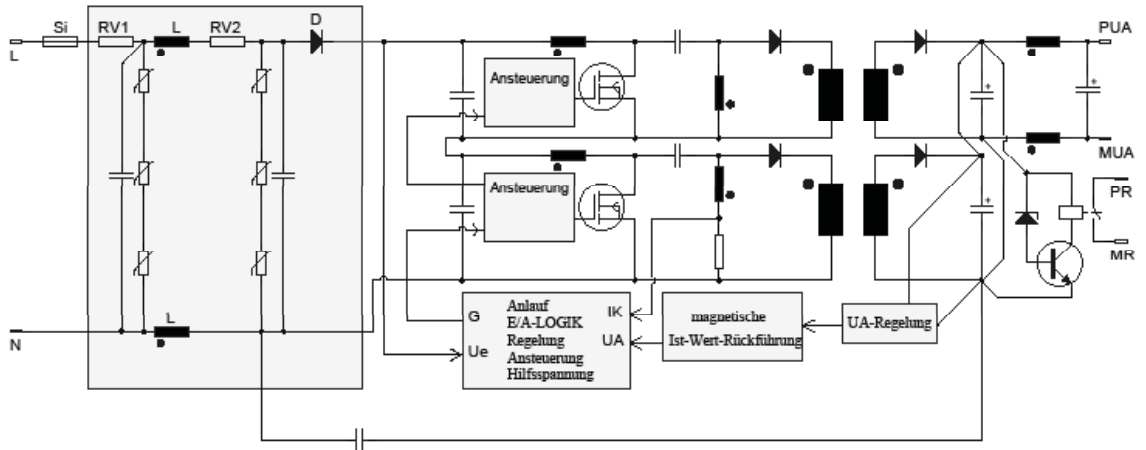 Si
RV1
L
RV2
D
PUA
L
Ansteuerung
+
+
MUA
Ansteuerung
PR
+
MR
L
N
G
Ue
Anlauf
E/A-LOGIK
Regelung
Ansteuerung
Hilfsspannung
IK
UA
magnetische
Ist-Wert-Rückführung
UA-Regelung